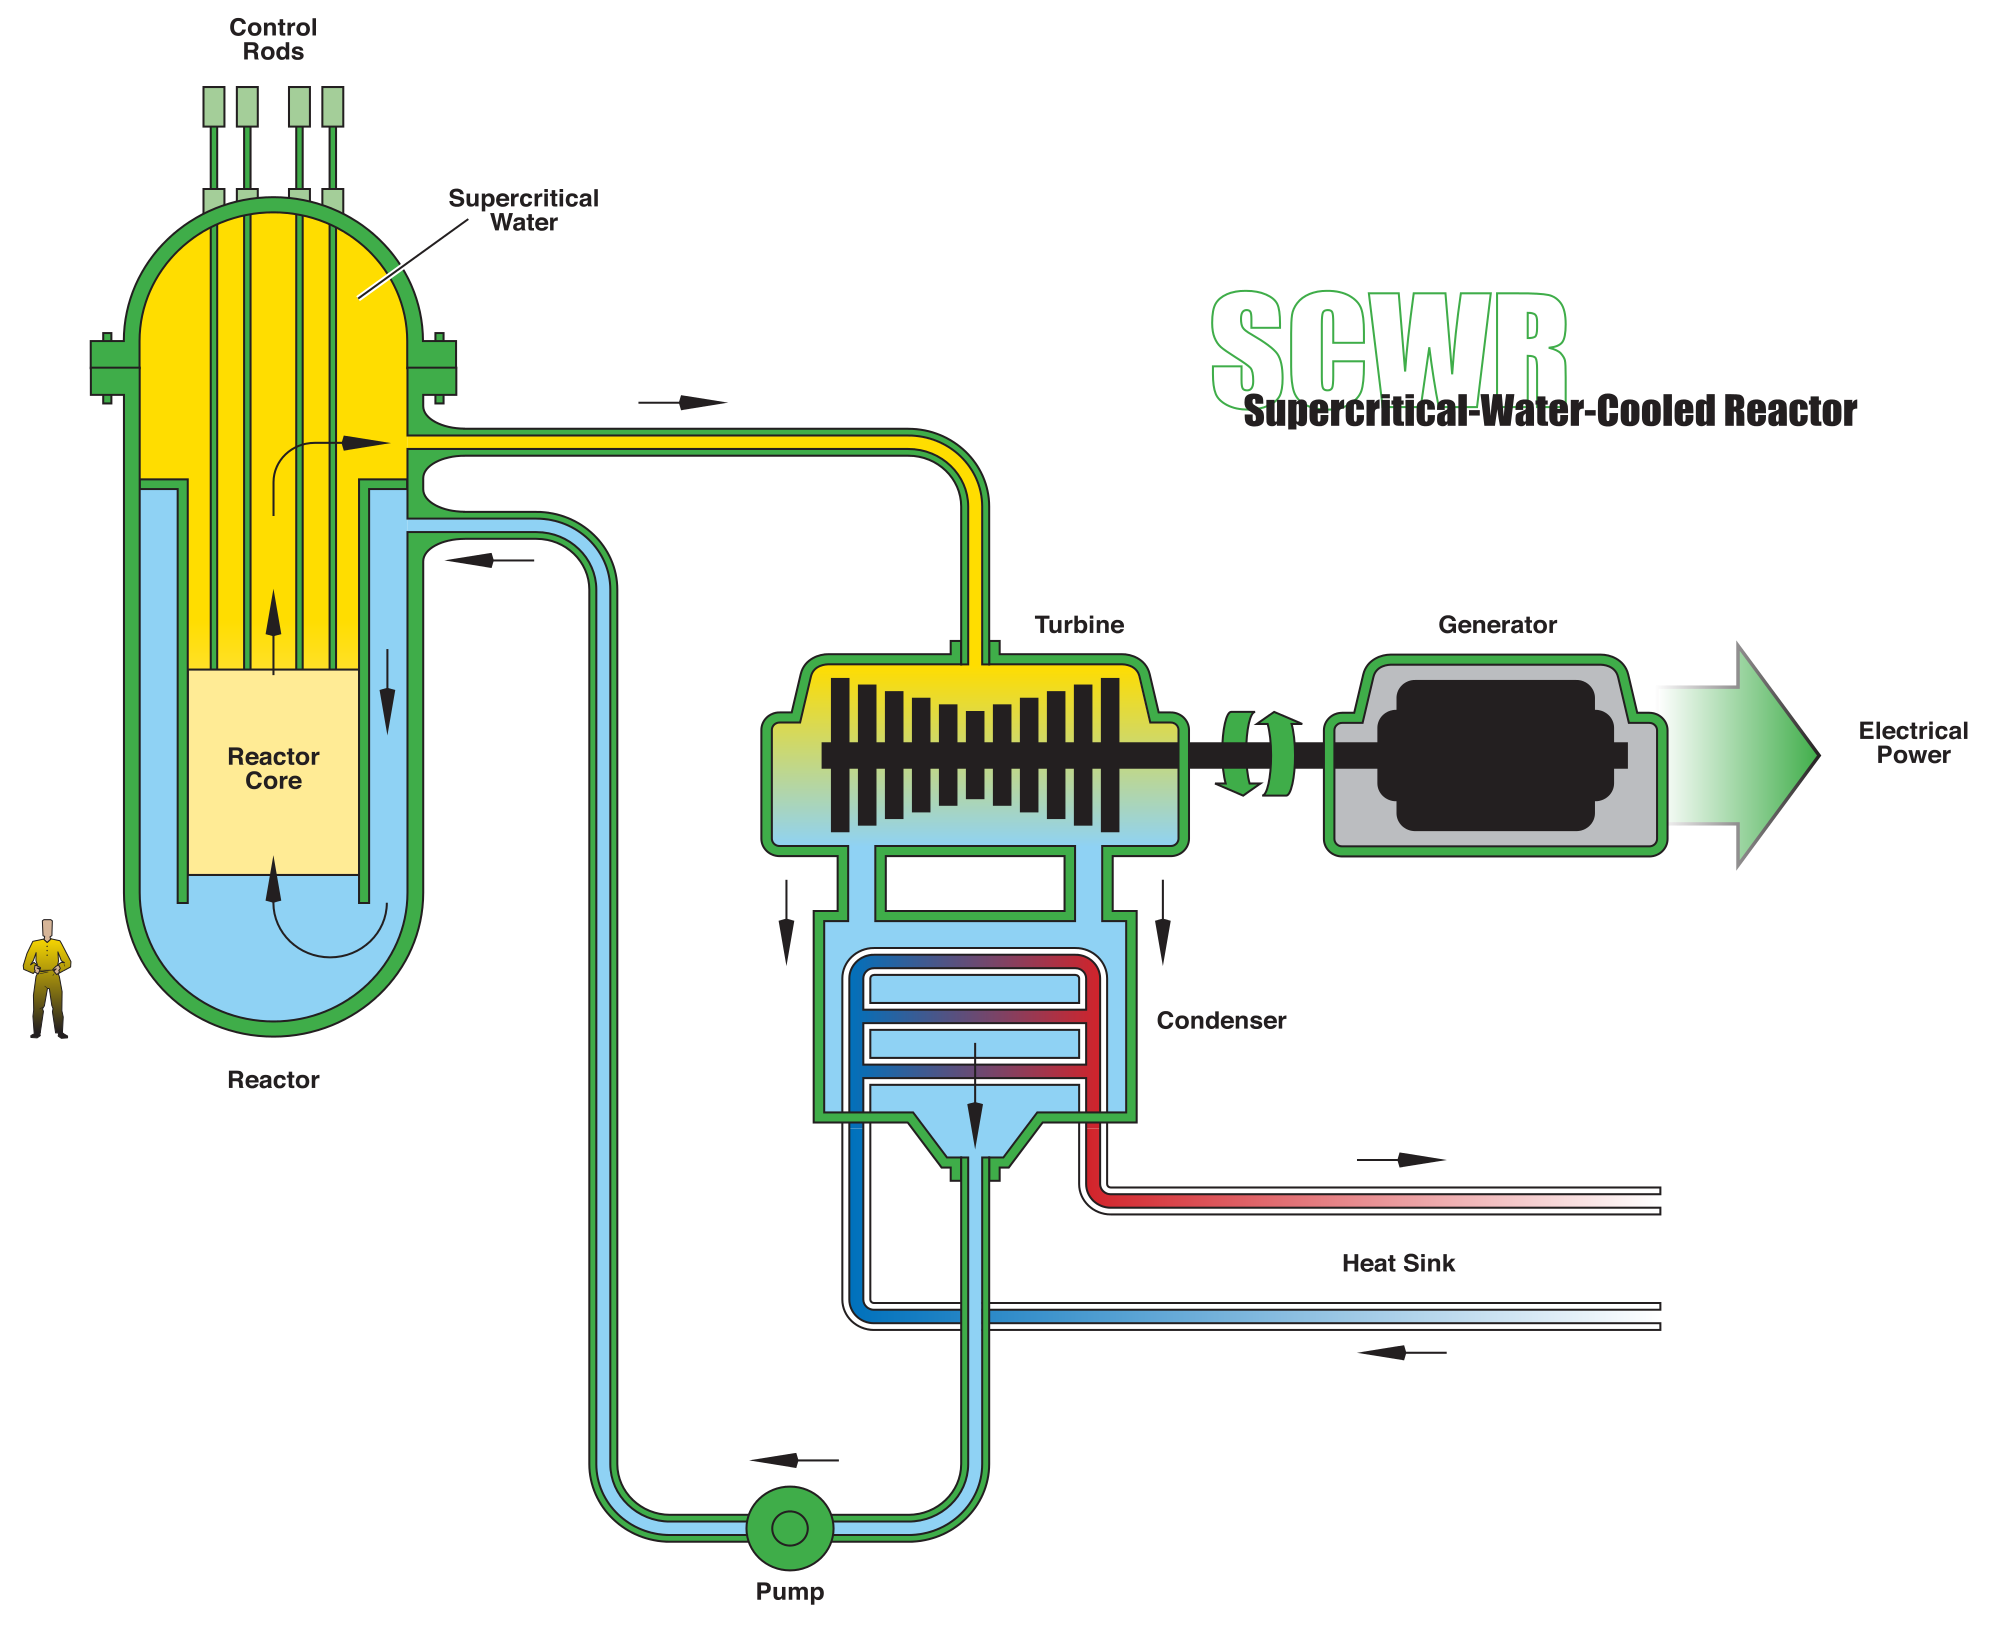 Control
Rods
Supercritical
Water
SCWR
Supercritical-Water-Cooled Reactor
Turbine
Generator
Electrical
Power
Reactor
Core
Condenser
Reactor
Heat Sink
Pump